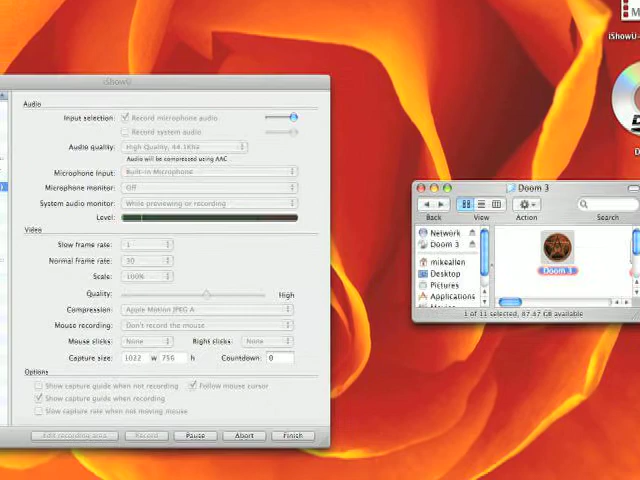 iShowU
Audio
Input selection: Record microphone audio
Record system audio
Audio quality: High Quality, 44.1Khz
Audio will be compressed using AAC
Microphone Input: Built-in Microphone
Microphone monitor: Off
System audio monitor: While previewing or recording
Level:
Video
Slow frame rate: 1
Normal frame rate: 30
Scale: 100%
Quality: High
Compression: Apple Motion JPEG A
Mouse recording: Don't record the mouse
Mouse clicks: None Right clicks: None
Capture size: 1022 w 756 h Countdown: 0
Options
Show capture guide when not recording Follow mouse cursor
Show capture guide when recording
Show capture rate when not moving mouse
Edit recording area Record Pause Abort Finish
iShowU-
Doom 3
Back View Action Search
Network
Doom 3
mikeallen
Desktop
Pictures
Applications
Movies
Doom 3
1 of 11 selected, 87.47 GB available